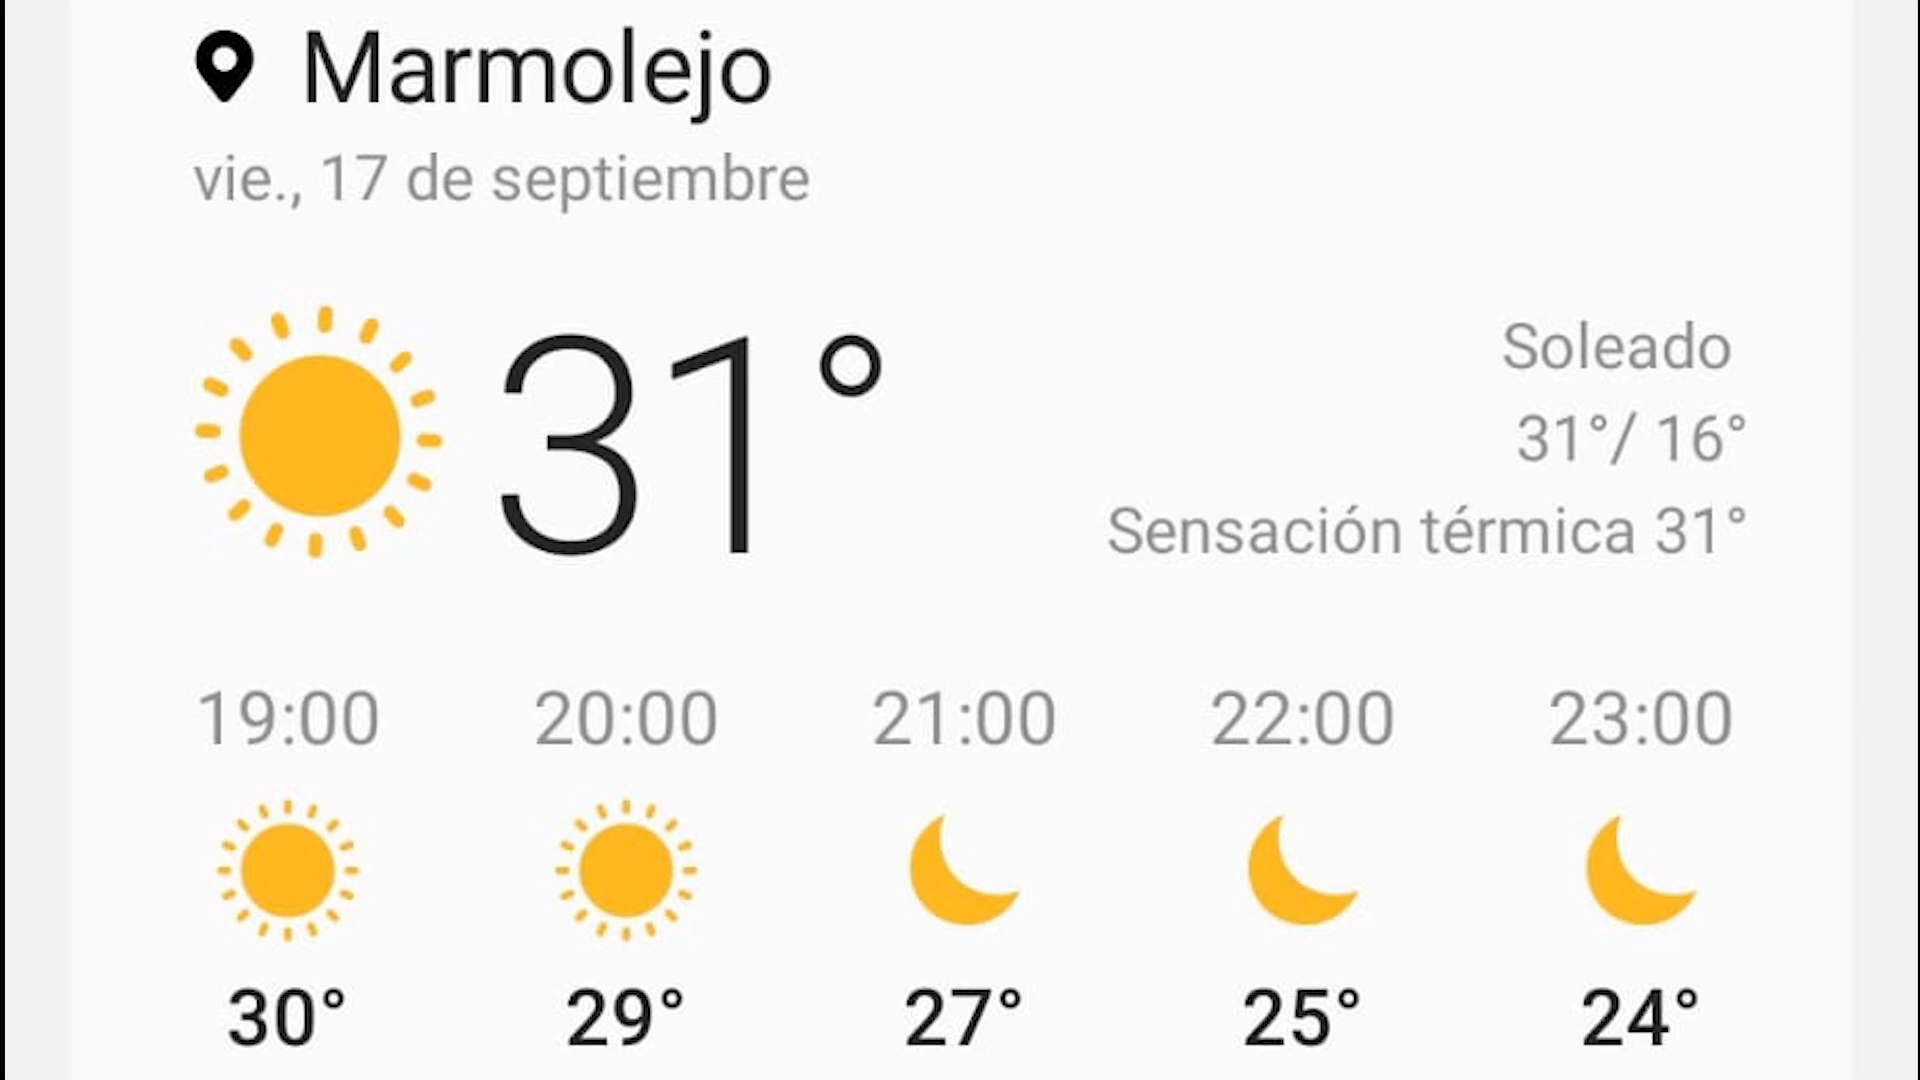 Marmolejo
vie., 17 de septiembre
31°
Soleado
31°/ 16°
Sensación térmica 31°
19:00 20:00 21:00 22:00 23:00
30° 29° 27° 25° 24°